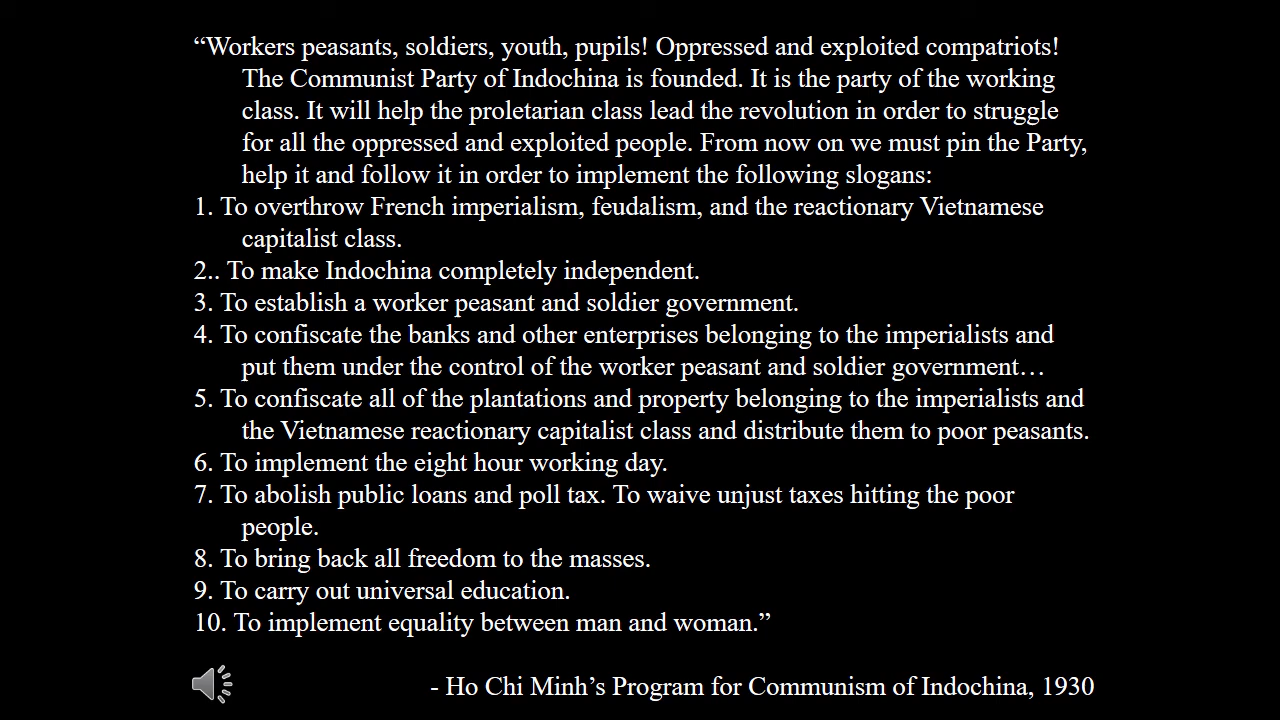 “Workers peasants, soldiers, youth, pupils! Oppressed and exploited compatriots!
The Communist Party of Indochina is founded. It is the party of the working
class. It will help the proletarian class lead the revolution in order to struggle
for all the oppressed and exploited people. From now on we must pin the Party,
help it and follow it in order to implement the following slogans:
1. To overthrow French imperialism, feudalism, and the reactionary Vietnamese
capitalist class.
2.. To make Indochina completely independent.
3. To establish a worker peasant and soldier government.
4. To confiscate the banks and other enterprises belonging to the imperialists and
put them under the control of the worker peasant and soldier government…
5. To confiscate all of the plantations and property belonging to the imperialists and
the Vietnamese reactionary capitalist class and distribute them to poor peasants.
6. To implement the eight hour working day.
7. To abolish public loans and poll tax. To waive unjust taxes hitting the poor
people.
8. To bring back all freedom to the masses.
9. To carry out universal education.
10. To implement equality between man and woman.”
- Ho Chi Minh’s Program for Communism of Indochina, 1930